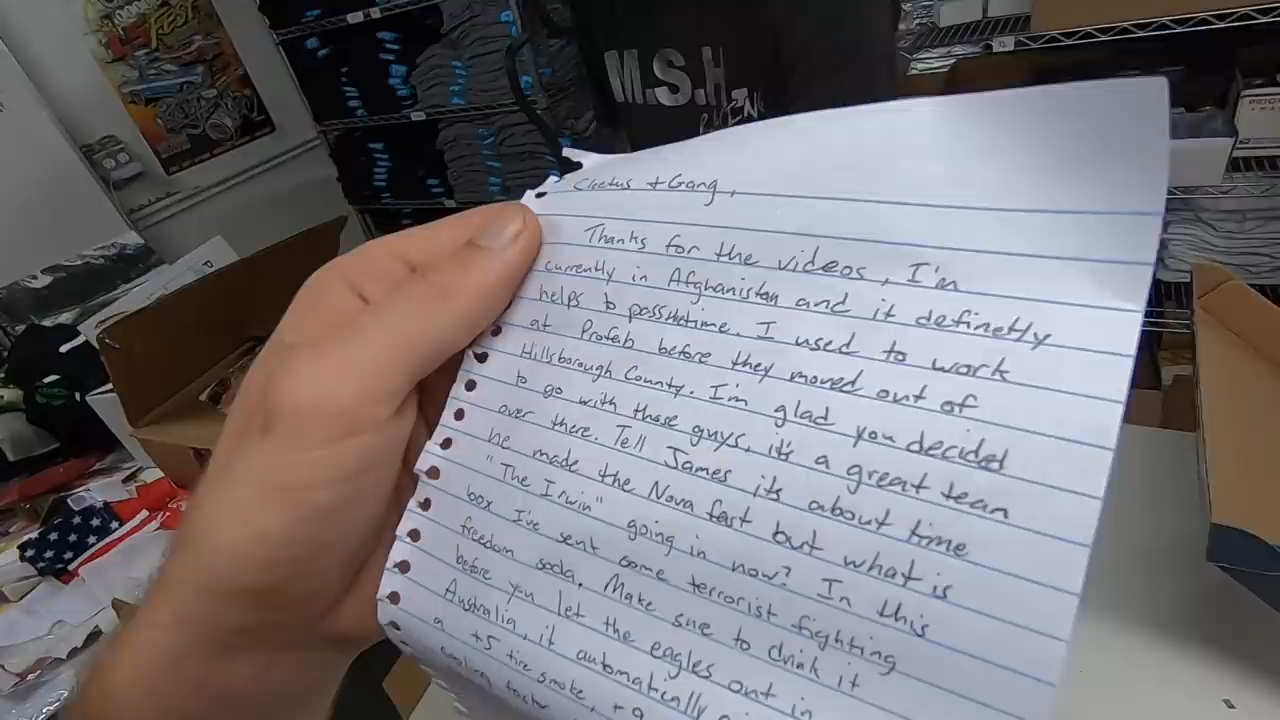 FEST
M.S.H
Cletus + Gang,
Thanks for the videos, I'm
currently in Afghanistan and it definetly
helps to pass the time. I used to work
at Profab before they moved out of
Hillsborough County. I'm glad you decided
to go with those guys, it's a great team
over there. Tell James its about time
he made the Nova fast but what is
"The Irwin" going in now? In this
box I've sent some terrorist fighting
freedom soda. Make sure to drink it
before you let the eagles out in
Australia, it automatically
a +5 tire smoke, +9
cooling factor